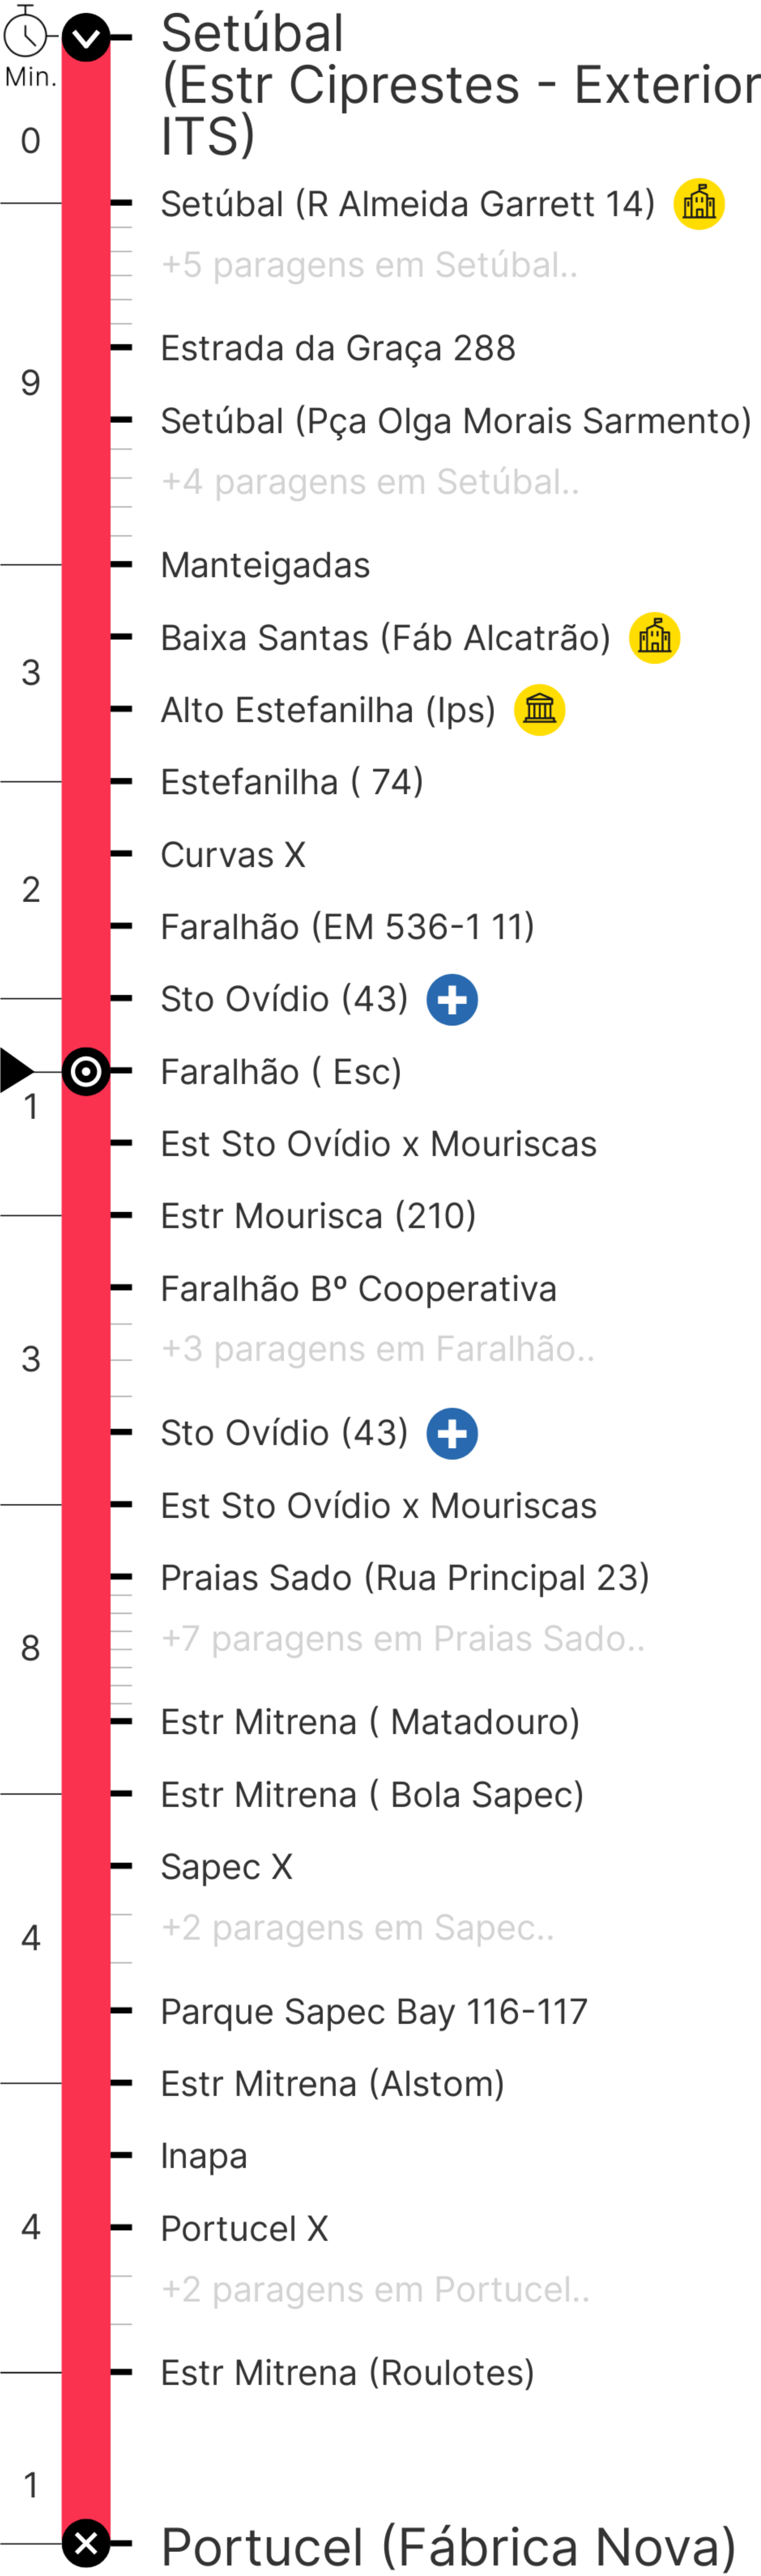 Setúbal
Min.
(Estr Ciprestes - Exterior
0
ITS)
Setúbal (R Almeida Garrett 14)
+5 paragens em Setúbal..
Estrada da Graça 288
9
Setúbal (Pça Olga Morais Sarmento)
+4 paragens em Setúbal..
Manteigadas
Baixa Santas (Fáb Alcatrão)
3
Alto Estefanilha (Ips)
Estefanilha ( 74)
Curvas X
2
Faralhão (EM 536-1 11)
Sto Ovídio (43)
Faralhão ( Esc)
1
Est Sto Ovídio x Mouriscas
Estr Mourisca (210)
Faralhão Bº Cooperativa
+3 paragens em Faralhão..
3
Sto Ovídio (43)
Est Sto Ovídio x Mouriscas
Praias Sado (Rua Principal 23)
+7 paragens em Praias Sado..
8
Estr Mitrena ( Matadouro)
Estr Mitrena ( Bola Sapec)
Sapec X
+2 paragens em Sapec..
4
Parque Sapec Bay 116-117
Estr Mitrena (Alstom)
Inapa
4
Portucel X
+2 paragens em Portucel..
Estr Mitrena (Roulotes)
1
Portucel (Fábrica Nova)